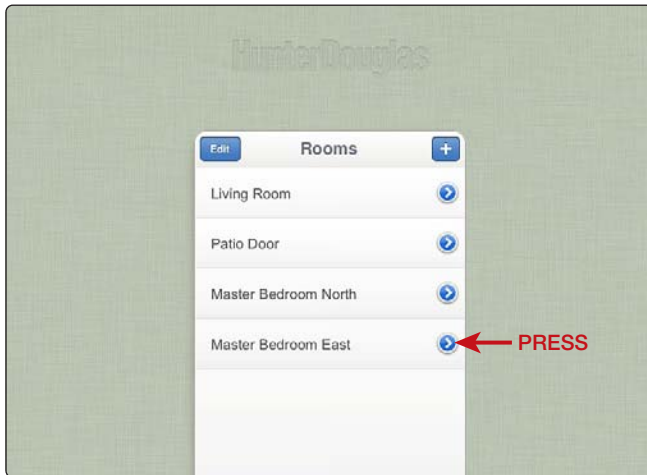 HunterDouglas
Edit
Rooms
+
Living Room
Patio Door
Master Bedroom North
Master Bedroom East
PRESS